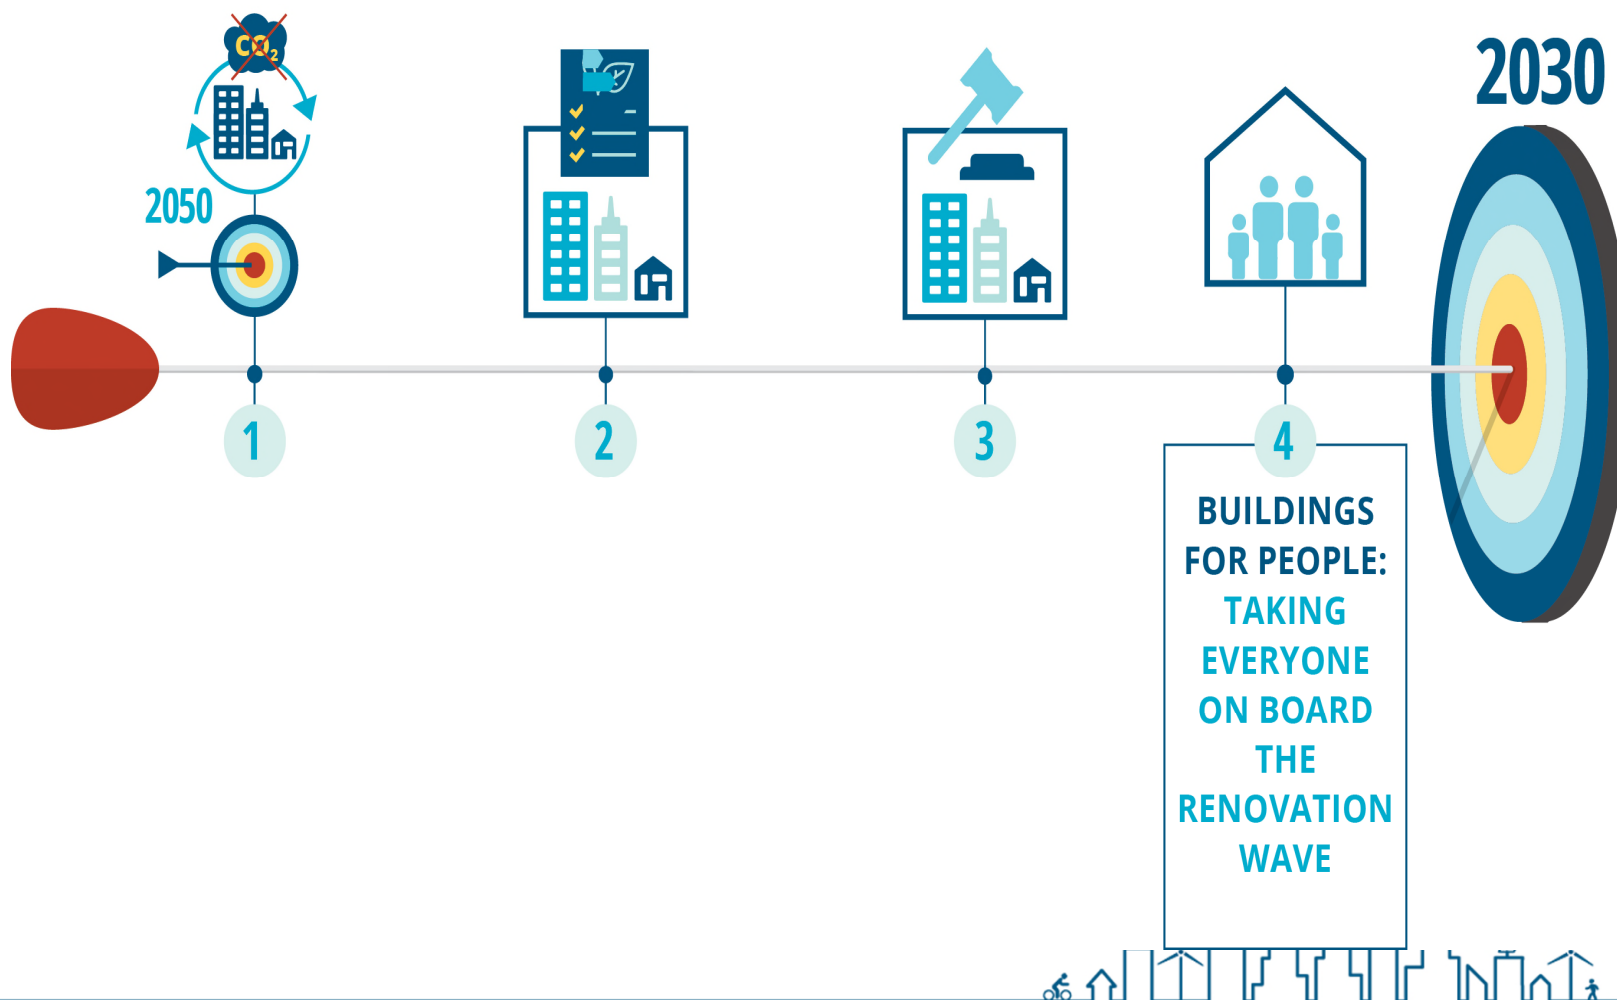 CO₂
2030
2050
1
2
3
4
BUILDINGS
FOR PEOPLE:
TAKING
EVERYONE
ON BOARD
THE
RENOVATION
WAVE